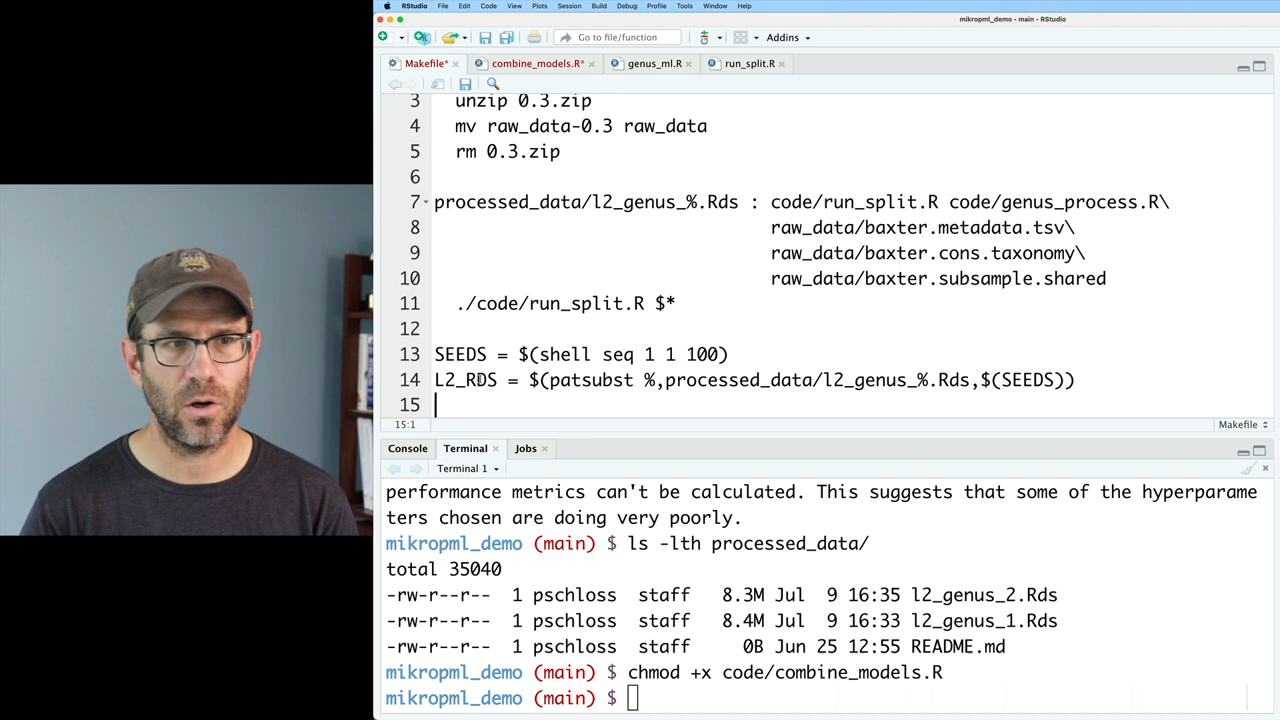 RStudio File Edit Code View Plots Session Build Debug Profile Tools Window Help
mikropml_demo - main - RStudio
Go to file/function Addins
Makefile* combine_models.R* genus_ml.R run_split.R
3 unzip 0.3.zip
4 mv raw_data-0.3 raw_data
5 rm 0.3.zip
6
7 processed_data/l2_genus_%.Rds : code/run_split.R code/genus_process.R\
8 raw_data/baxter.metadata.tsv\
9 raw_data/baxter.cons.taxonomy\
10 raw_data/baxter.subsample.shared
11 ./code/run_split.R $*
12
13 SEEDS = $(shell seq 1 1 100)
14 L2_RDS = $(patsubst %,processed_data/l2_genus_%.Rds,$(SEEDS))
15
15:1 Makefile
Console Terminal Jobs
Terminal 1
performance metrics can't be calculated. This suggests that some of the hyperparame
ters chosen are doing very poorly.
mikropml_demo (main) $ ls -lth processed_data/
total 35040
-rw-r--r-- 1 pschloss staff 8.3M Jul 9 16:35 l2_genus_2.Rds
-rw-r--r-- 1 pschloss staff 8.4M Jul 9 16:33 l2_genus_1.Rds
-rw-r--r-- 1 pschloss staff 0B Jun 25 12:55 README.md
mikropml_demo (main) $ chmod +x code/combine_models.R
mikropml_demo (main) $